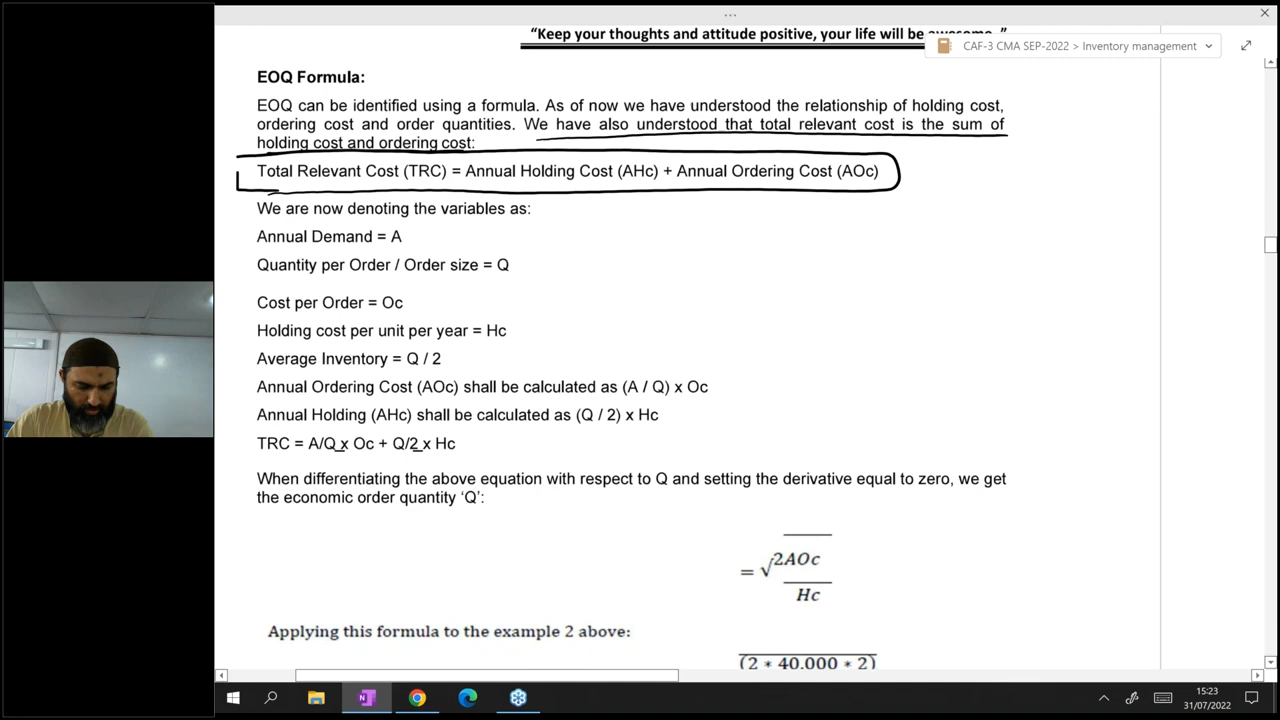 “Keep your thoughts and attitude positive, your life will be awesome.”
CAF-3 CMA SEP-2022 > Inventory management
EOQ Formula:
EOQ can be identified using a formula. As of now we have understood the relationship of holding cost,
ordering cost and order quantities. We have also understood that total relevant cost is the sum of
holding cost and ordering cost:
Total Relevant Cost (TRC) = Annual Holding Cost (AHc) + Annual Ordering Cost (AOc)
We are now denoting the variables as:
Annual Demand = A
Quantity per Order / Order size = Q
Cost per Order = Oc
Holding cost per unit per year = Hc
Average Inventory = Q / 2
Annual Ordering Cost (AOc) shall be calculated as (A / Q) x Oc
Annual Holding (AHc) shall be calculated as (Q / 2) x Hc
TRC = A/Q x Oc + Q/2 x Hc
When differentiating the above equation with respect to Q and setting the derivative equal to zero, we get
the economic order quantity ‘Q’:
= √2AOc
Hc
Applying this formula to the example 2 above:
(2 * 40.000 * 2)
15:23
31/07/2022